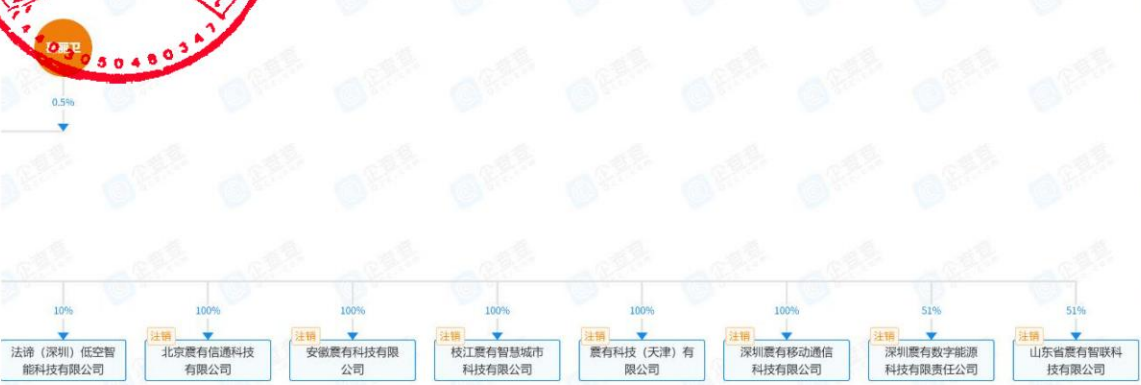 4403050480347
0.5%
10%
100%
100%
100%
100%
100%
51%
51%
注销
注销
注销
注销
注销
注销
注销
法谛（深圳）低空智
能科技有限公司
北京震有信通科技
有限公司
安徽震有科技有限
公司
枝江震有智慧城市
科技有限公司
震有科技（天津）有
限公司
深圳震有移动通信
科技有限公司
深圳震有数字能源
科技有限责任公司
山东省震有智联科
技有限公司
企查查